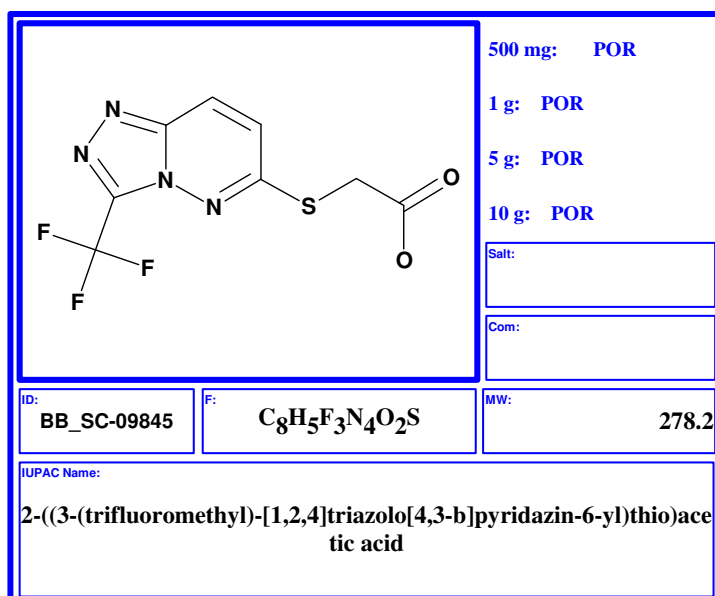 N
N
N
N
S
O
O
F
F
F
500 mg: POR
1 g: POR
5 g: POR
10 g: POR
Salt:
Com:
ID:
BB_SC-09845
F:
C8H5F3N4O2S
MW:
278.2
IUPAC Name:
2-((3-(trifluoromethyl)-[1,2,4]triazolo[4,3-b]pyridazin-6-yl)thio)ace
tic acid